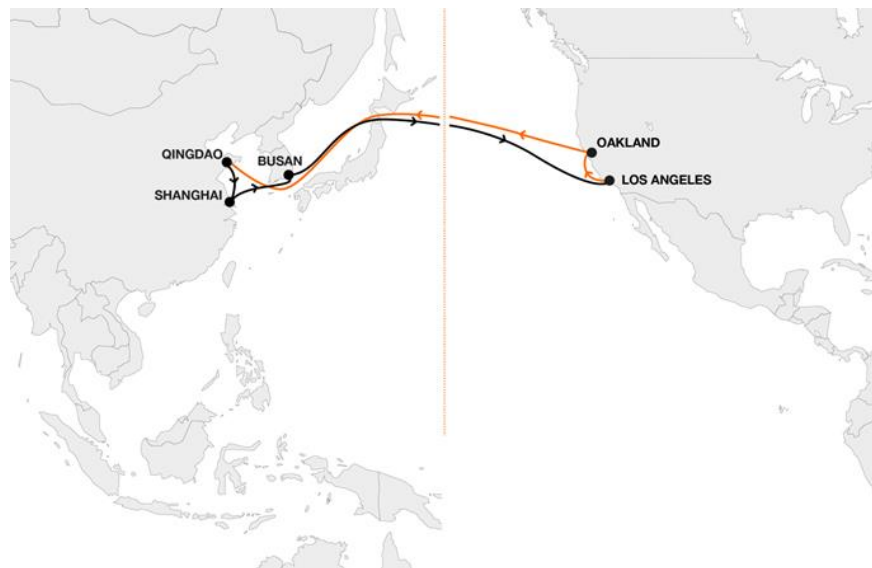 QINGDAO
BUSAN
SHANGHAI
OAKLAND
LOS ANGELES